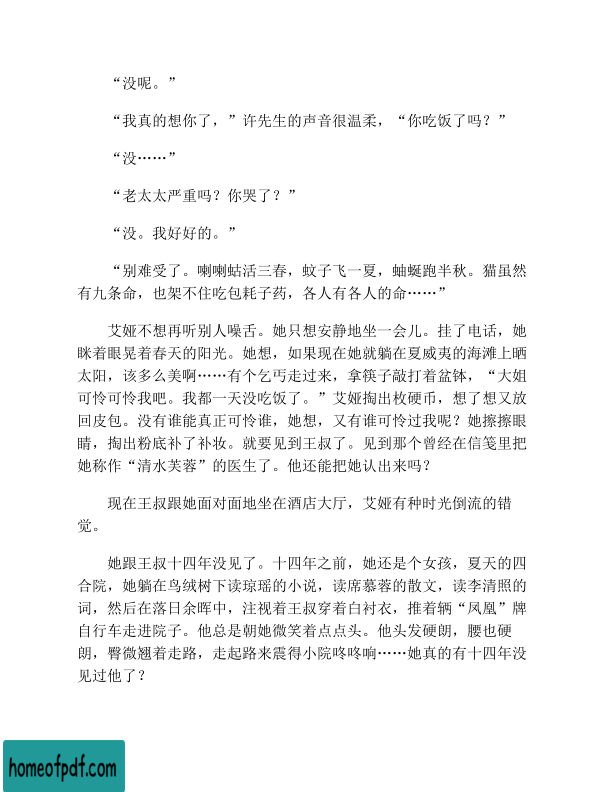 “没呢。”
“我真的想你了，”许先生的声音很温柔，“你吃饭了吗？”
“没……”
“老太太严重吗？你哭了？”
“没。我好好的。”
“别难受了。喇喇蛄活三春，蚊子飞一夏，蚰蜒跑半秋。猫虽然
有九条命，也架不住吃包耗子药，各人有各人的命……”
艾娅不想再听别人噪舌。她只想安静地坐一会儿。挂了电话，她
眯着眼晃着春天的阳光。她想，如果现在她就躺在夏威夷的海滩上晒
太阳，该多么美啊……有个乞丐走过来，拿筷子敲打着盆钵，“大姐
可怜可怜我吧。我都一天没吃饭了。”艾娅掏出枚硬币，想了想又放
回皮包。没有谁能真正可怜谁，她想，又有谁可怜过我呢？她擦擦眼
睛，掏出粉底补了补妆。就要见到王叔了。见到那个曾经在信笺里把
她称作“清水芙蓉”的医生了。他还能把她认出来吗？
现在王叔跟她面对面地坐在酒店大厅，艾娅有种时光倒流的错
觉。
她跟王叔十四年没见了。十四年之前，她还是个女孩，夏天的四
合院，她躺在鸟绒树下读琼瑶的小说，读席慕蓉的散文，读李清照的
词，然后在落日余晖中，注视着王叔穿着白衬衣，推着辆“凤凰”牌
自行车走进院子。他总是朝她微笑着点点头。他头发硬朗，腰也硬
朗，臀微翘着走路，走起路来震得小院咚咚响……她真的有十四年没
见过他了？
homeofpdf.com